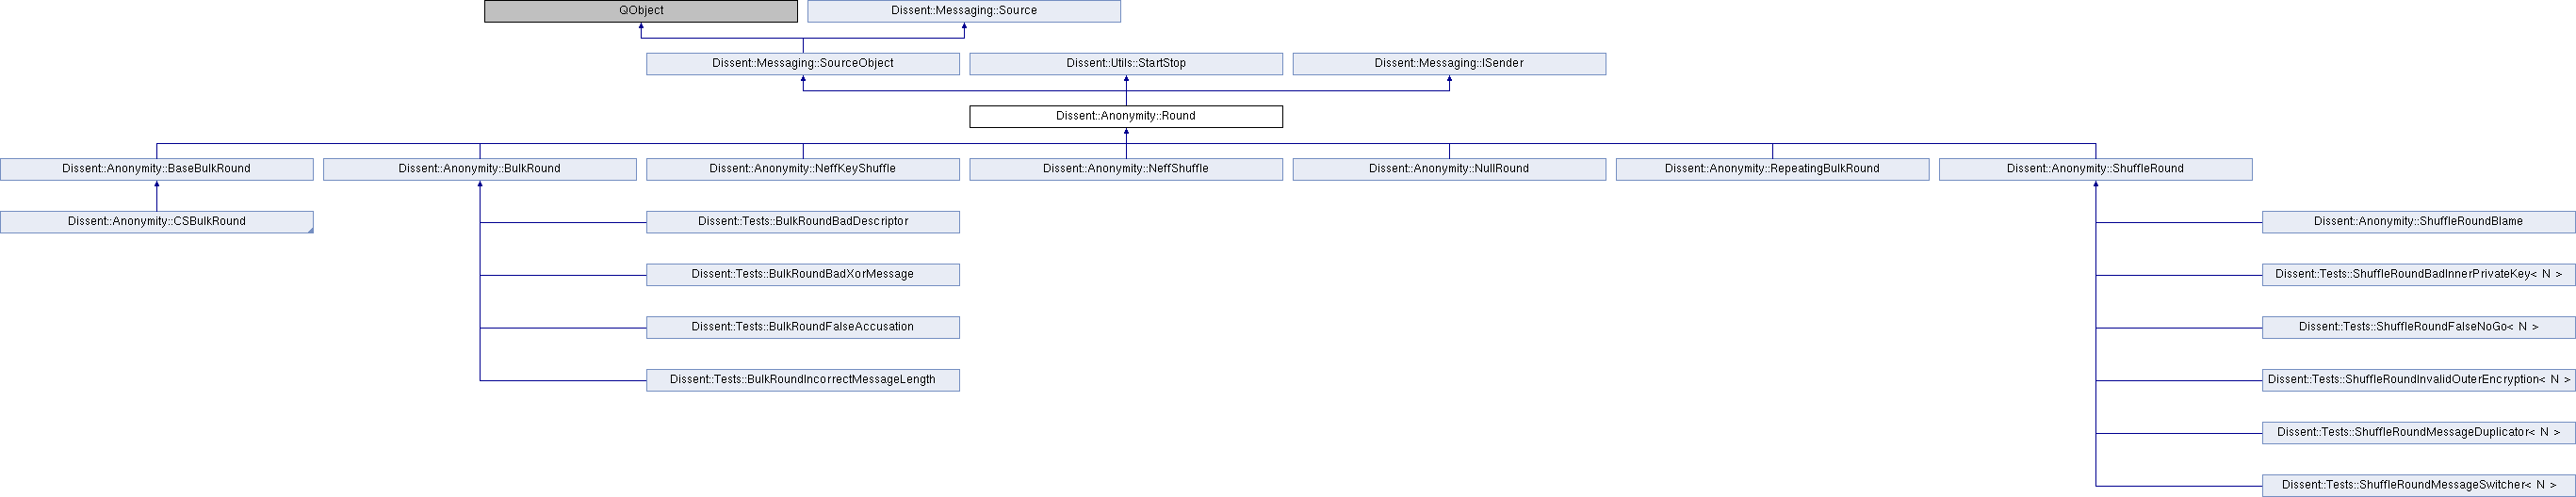 QObject
Dissent::Messaging::Source
Dissent::Messaging::SourceObject
Dissent::Utils::StartStop
Dissent::Messaging::ISender
Dissent::Anonymity::Round
Dissent::Anonymity::BaseBulkRound
Dissent::Anonymity::BulkRound
Dissent::Anonymity::NeffKeyShuffle
Dissent::Anonymity::NeffShuffle
Dissent::Anonymity::NullRound
Dissent::Anonymity::RepeatingBulkRound
Dissent::Anonymity::ShuffleRound
Dissent::Anonymity::CSBulkRound
Dissent::Tests::BulkRoundBadDescriptor
Dissent::Anonymity::ShuffleRoundBlame
Dissent::Tests::BulkRoundBadXorMessage
Dissent::Tests::ShuffleRoundBadInnerPrivateKey< N >
Dissent::Tests::BulkRoundFalseAccusation
Dissent::Tests::ShuffleRoundFalseNoGo< N >
Dissent::Tests::BulkRoundIncorrectMessageLength
Dissent::Tests::ShuffleRoundInvalidOuterEncryption< N >
Dissent::Tests::ShuffleRoundMessageDuplicator< N >
Dissent::Tests::ShuffleRoundMessageSwitcher< N >